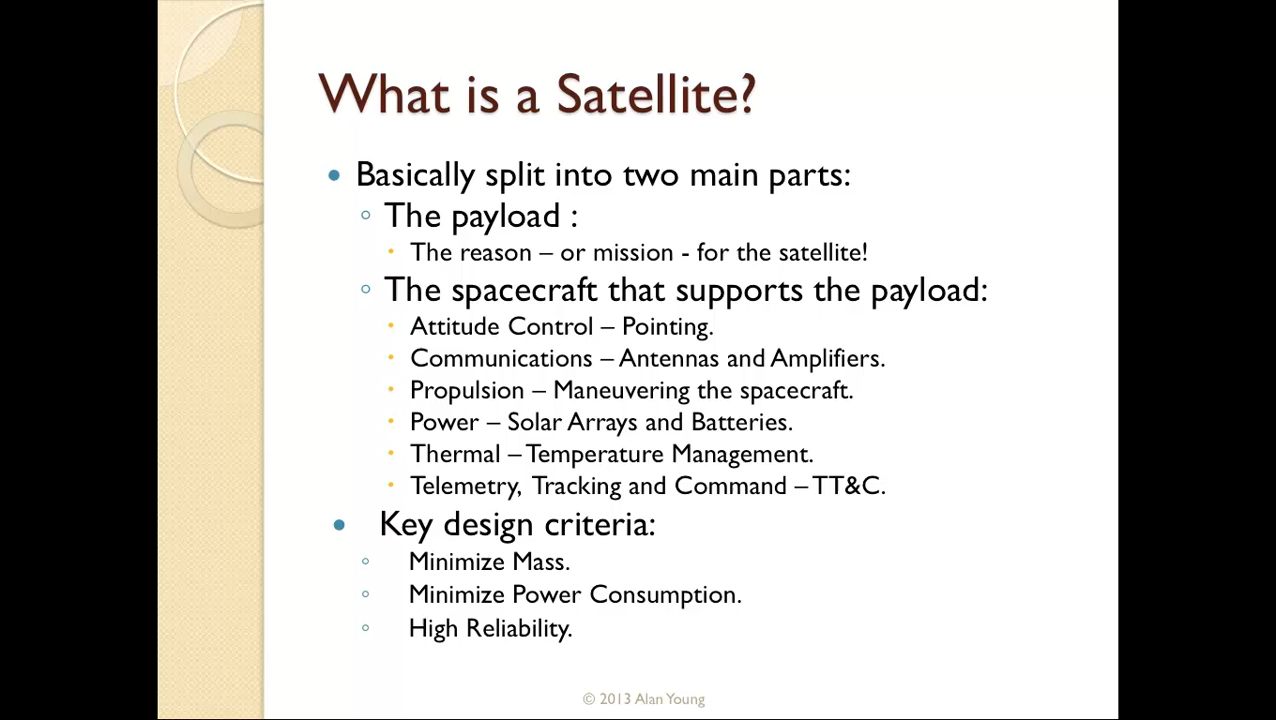 What is a Satellite?
Basically split into two main parts:
The payload :
The reason – or mission - for the satellite!
The spacecraft that supports the payload:
Attitude Control – Pointing.
Communications – Antennas and Amplifiers.
Propulsion – Maneuvering the spacecraft.
Power – Solar Arrays and Batteries.
Thermal – Temperature Management.
Telemetry, Tracking and Command – TT&C.
Key design criteria:
Minimize Mass.
Minimize Power Consumption.
High Reliability.
© 2013 Alan Young